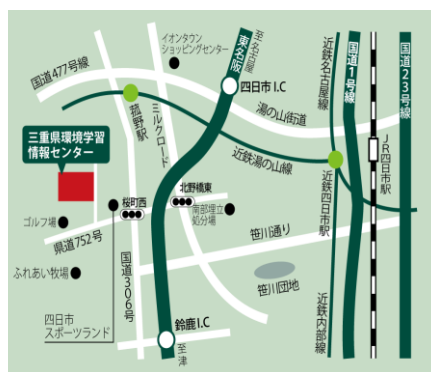 イオンタウン
ショッピングセンター
至名古屋
東名阪
四日市I.C
国道477号線
菰野駅
ミルクロード
湯の山街道
近鉄名古屋線
国道1号線
国道23号線
JR四日市駅
三重県環境学習
情報センター
近鉄湯の山線
近鉄四日市駅
桜町西
北野橋東
南部埋立
処分場
ゴルフ場
県道752号
笹川通り
ふれあい牧場
国道306号
笹川団地
四日市
スポーツランド
鈴鹿I.C
至津
近鉄内部線